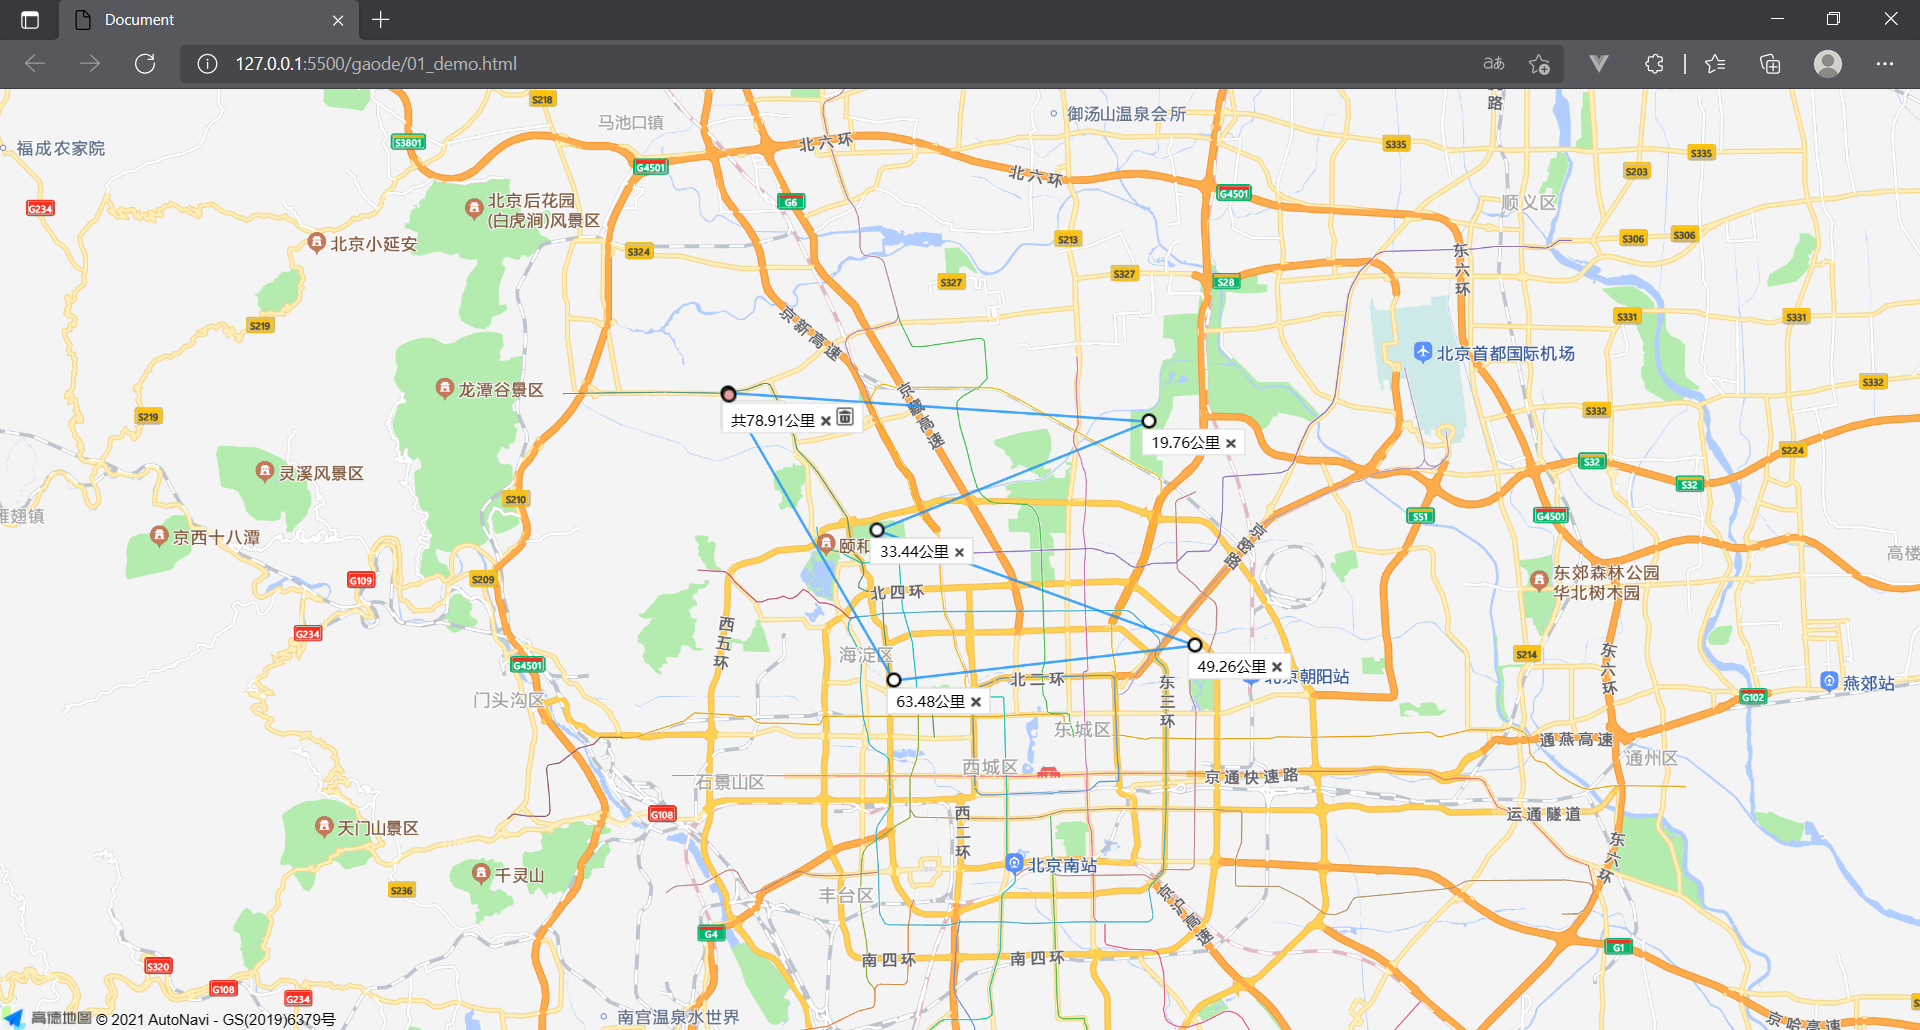 Document
127.0.0.1:5500/gaode/01_demo.html
S218
马池口镇
御汤山温泉会所
路
福成农家院
S3801
G4501
北六环
S335
S335
北六环
S203
G234
北京后花园
(白虎涧)风景区
G6
G4501
顺义区
北京小延安
S324
S213
S306
S306
东六环
S327
S327
S28
S219
京新高速
S331
S331
北京首都国际机场
龙潭谷景区
京藏高速
S332
S332
S219
共78.91公里
19.76公里
S224
灵溪风景区
S32
S32
S210
雁翅镇
京西十八潭
颐和
33.44公里
京密路
S51
G4501
高楼
G109
S209
北四环
东郊森林公园
华北树木园
G234
西五环
海淀区
49.26公里
S214
东六环
G4501
北京朝阳站
燕郊站
63.48公里
北二环
东三环
G102
门头沟区
东城区
通燕高速
通州区
西城区
石景山区
京通快速路
G108
西二环
运通隧道
天门山景区
北京南站
东六环
千灵山
S236
丰台区
京沪高速
G4
G1
南四环
南四环
S320
G108
G234
高德地图 © 2021 AutoNavi - GS(2019)6379号
南宫温泉水世界
京哈高速